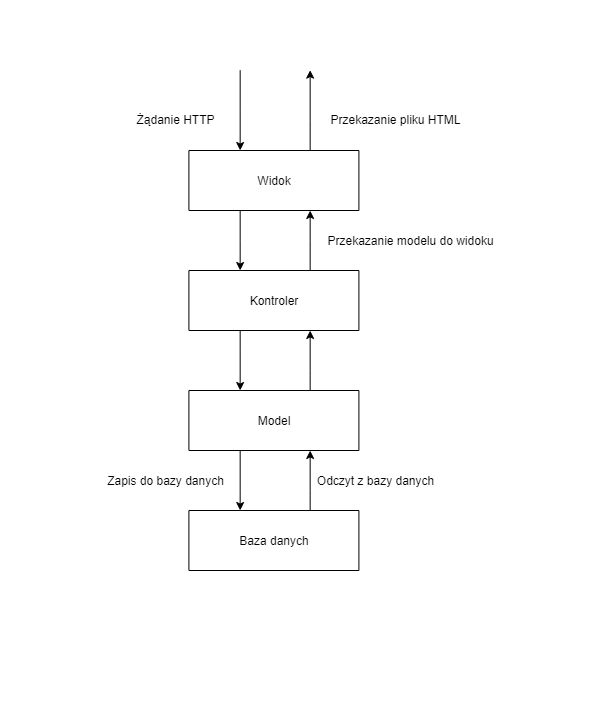 Żądanie HTTP
Przekazanie pliku HTML
Widok
Przekazanie modelu do widoku
Kontroler
Model
Zapis do bazy danych
Odczyt z bazy danych
Baza danych